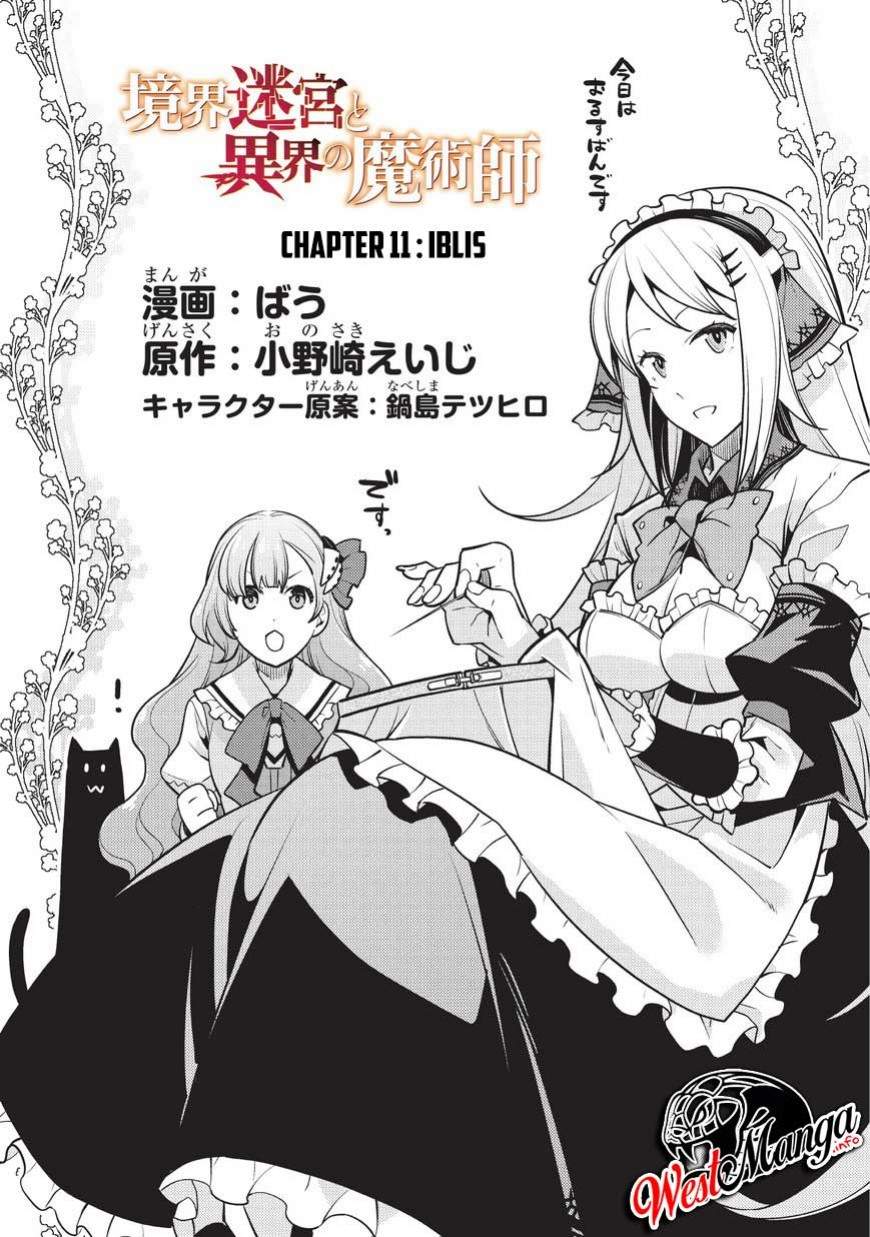 境界迷宮と
異界の魔術師
CHAPTER 11 : IBLIS
まんが
漫画：ばう
げんさく おのさき
原作：小野崎えいじ
げんあん なべしま
キャラクター原案：鍋島テツヒロ
今日は
おるすばんです
です。
!
WestManga
.info